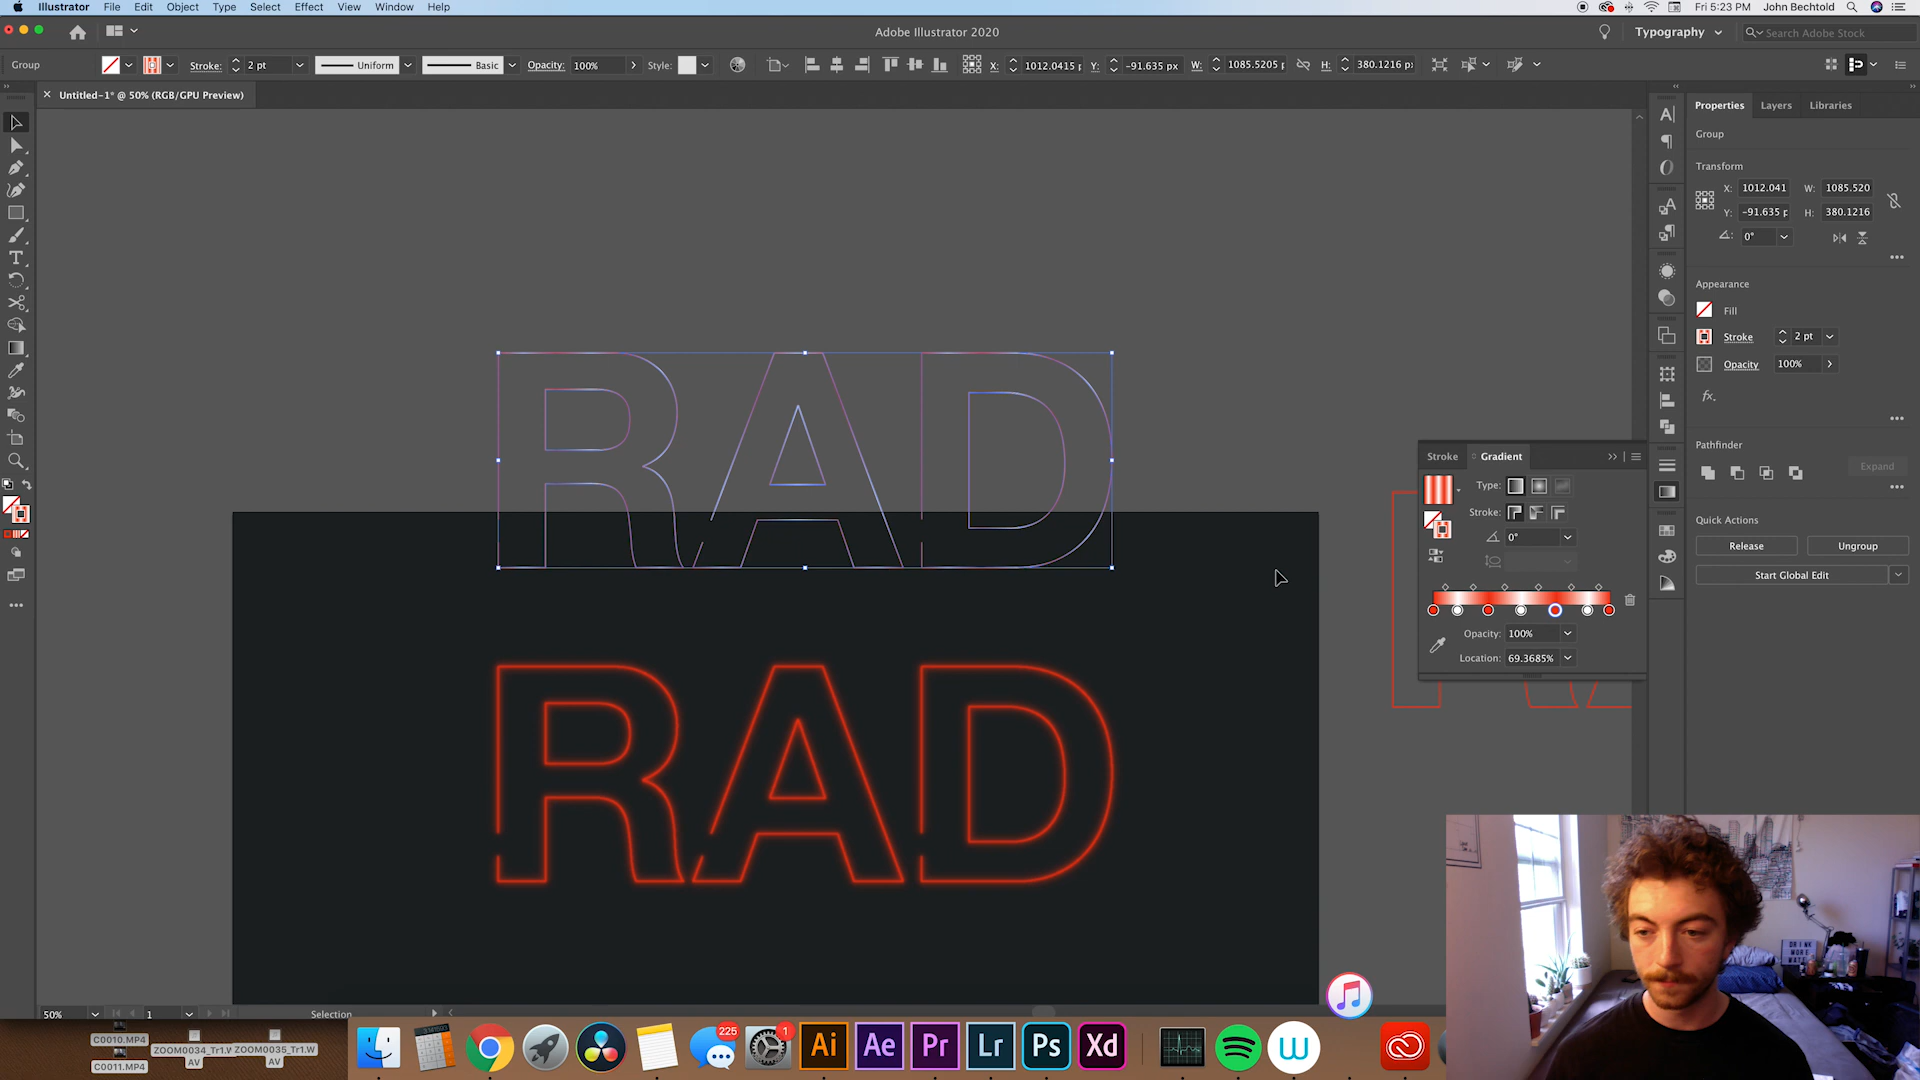 Illustrator File Edit Object Type Select Effect View Window Help
Fri 5:23 PM John Bechtold
Adobe Illustrator 2020
Typography
Search Adobe Stock
Group
Stroke: 2 pt Uniform Basic Opacity: 100% Style:
X: 1012.0415 p Y: -91.635 px W: 1085.5205 p H: 380.1216 px
× Untitled-1* @ 50% (RGB/GPU Preview)
Properties Layers Libraries
Group
Transform
X: 1012.041 W: 1085.520
Y: -91.635 p H: 380.1216
0°
Appearance
Fill
Stroke 2 pt
Opacity 100%
fx.
Pathfinder
Expand
Quick Actions
Release Ungroup
Start Global Edit
Stroke Gradient
Type:
Stroke:
0°
Opacity: 100%
Location: 69.3685%
RAD
RAD
50% 1 Selection
C0010.MP4
ZOOM0034_Tr1.W
AV
ZOOM0035_Tr1.W
AV
C0011.MP4
225
1
Ai Ae Pr Lr Ps Xd
DRINK
MORE